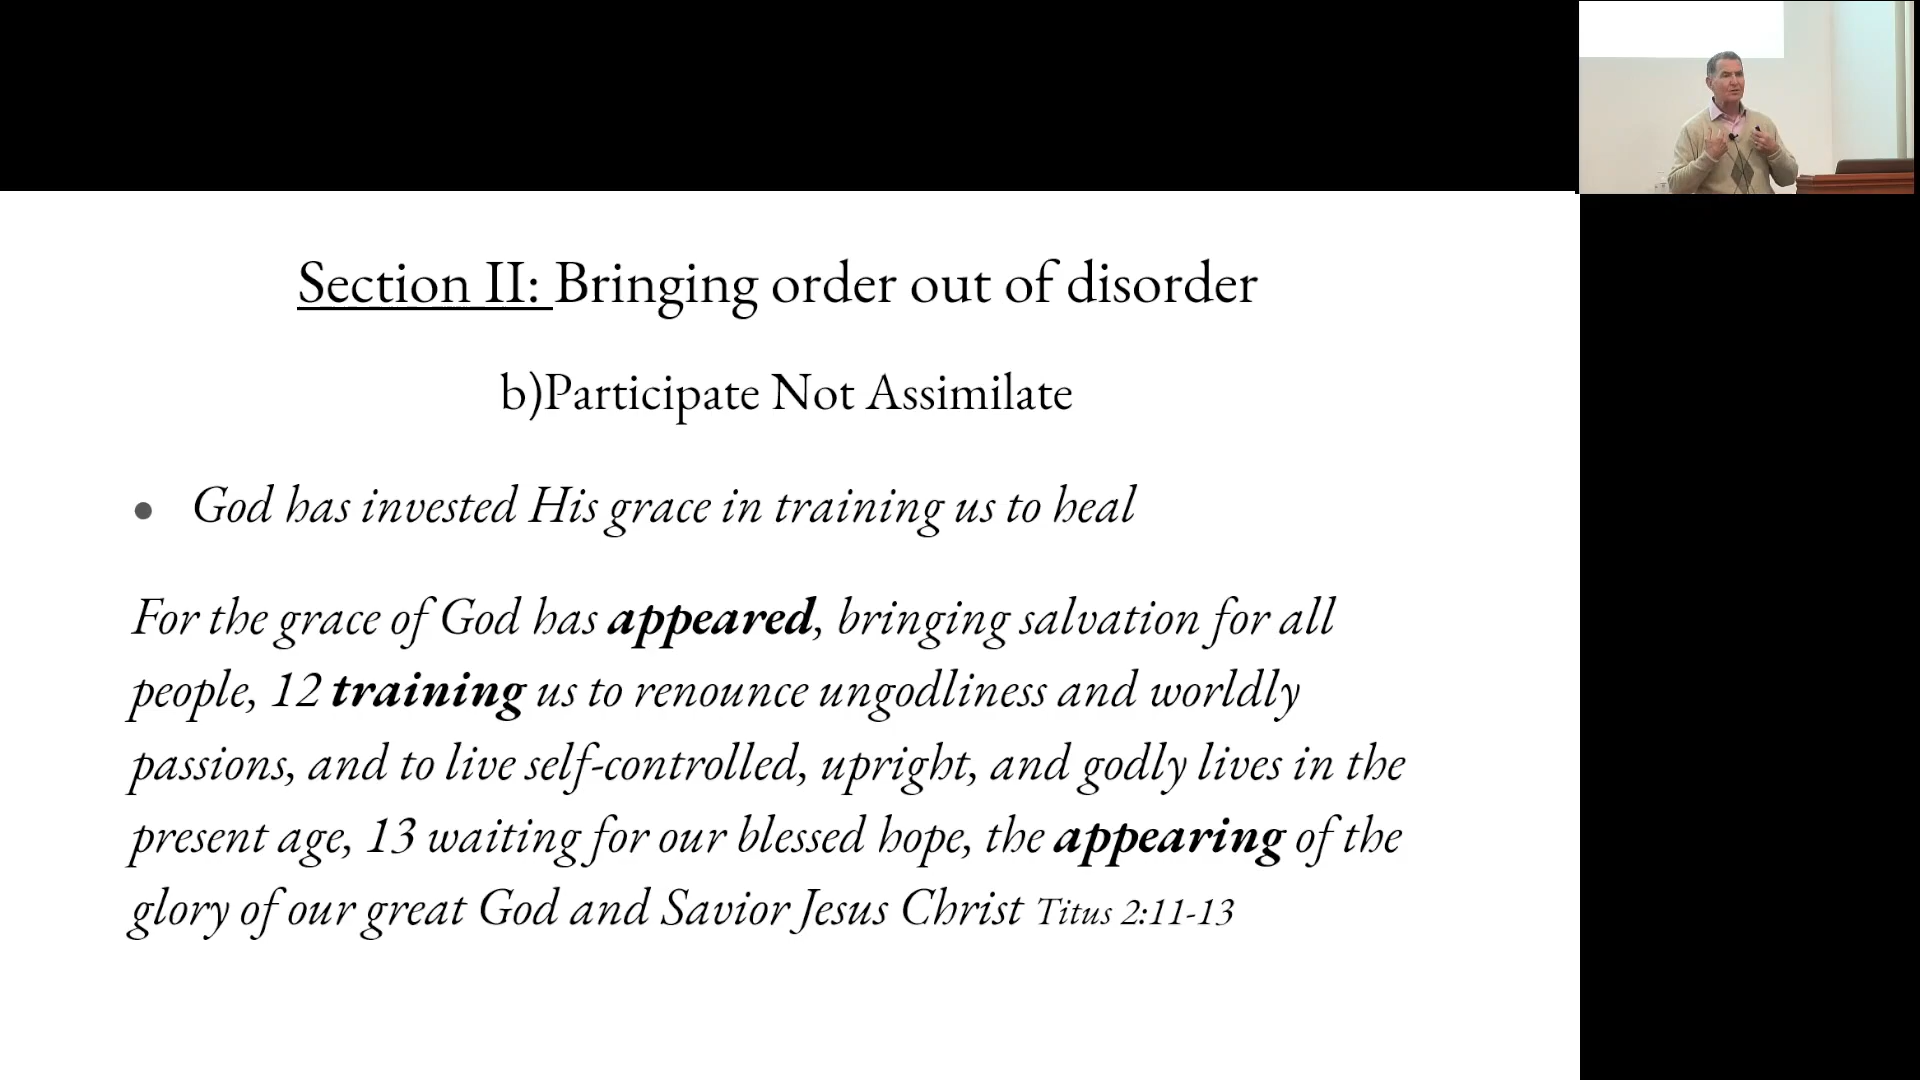 Section II: Bringing order out of disorder
b)Participate Not Assimilate
● God has invested His grace in training us to heal
For the grace of God has appeared, bringing salvation for all
people, 12 training us to renounce ungodliness and worldly
passions, and to live self-controlled, upright, and godly lives in the
present age, 13 waiting for our blessed hope, the appearing of the
glory of our great God and Savior Jesus Christ Titus 2:11-13